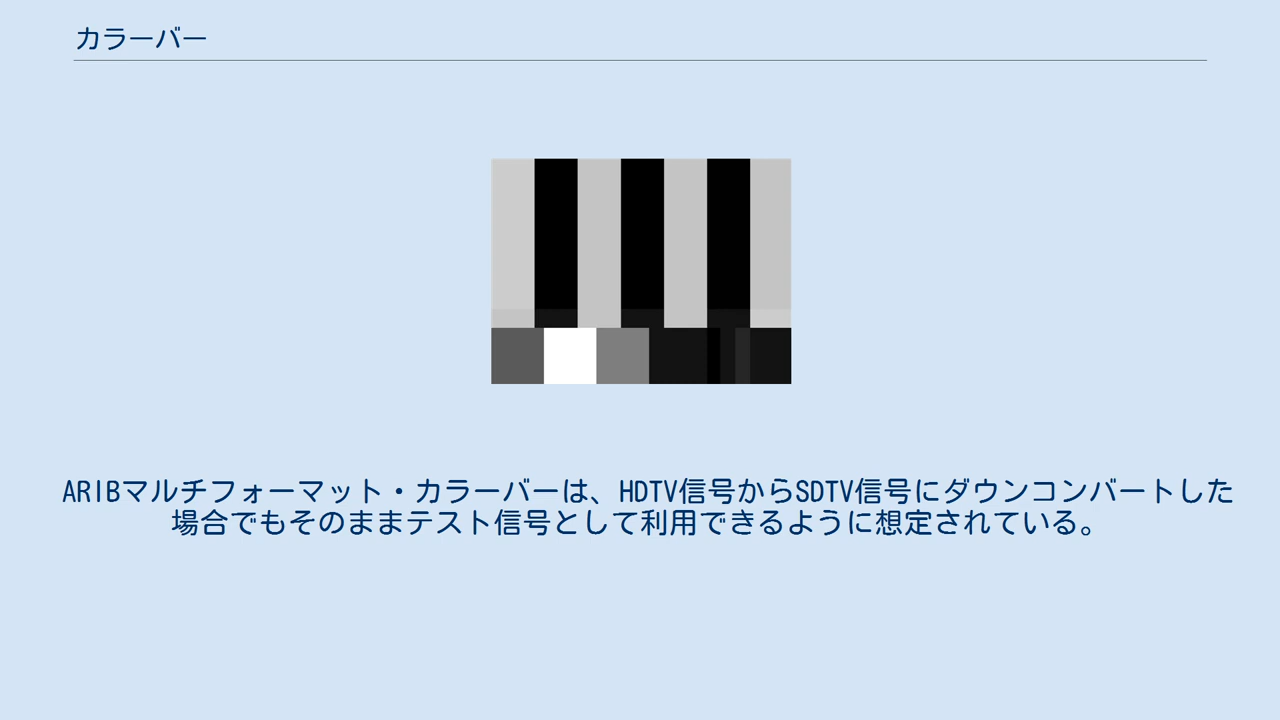 カラーバー
ARIBマルチフォーマット・カラーバーは、HDTV信号からSDTV信号にダウンコンバートした
場合でもそのままテスト信号として利用できるように想定されている。